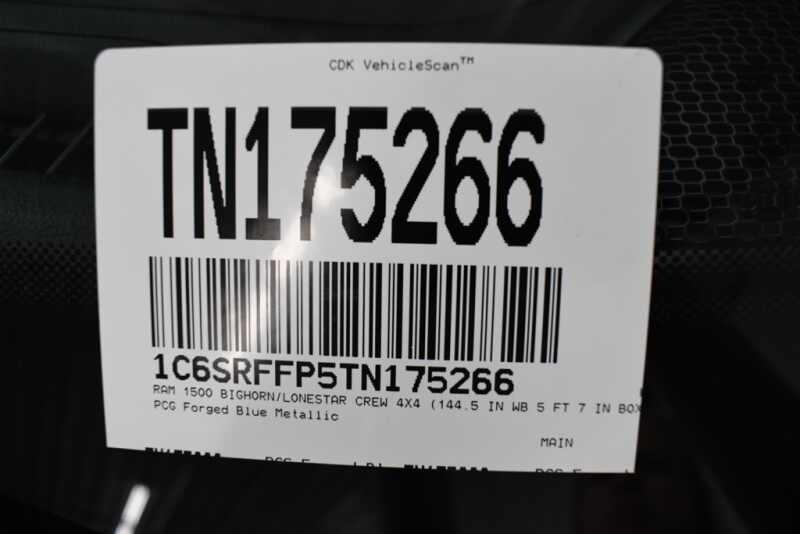 CDK VehicleScan™
TN175266
1C6SRFFP5TN175266
RAM 1500 BIGHORN/LONESTAR CREW 4X4 (144.5 IN WB 5 FT 7 IN BOX
PCG Forged Blue Metallic
MAIN